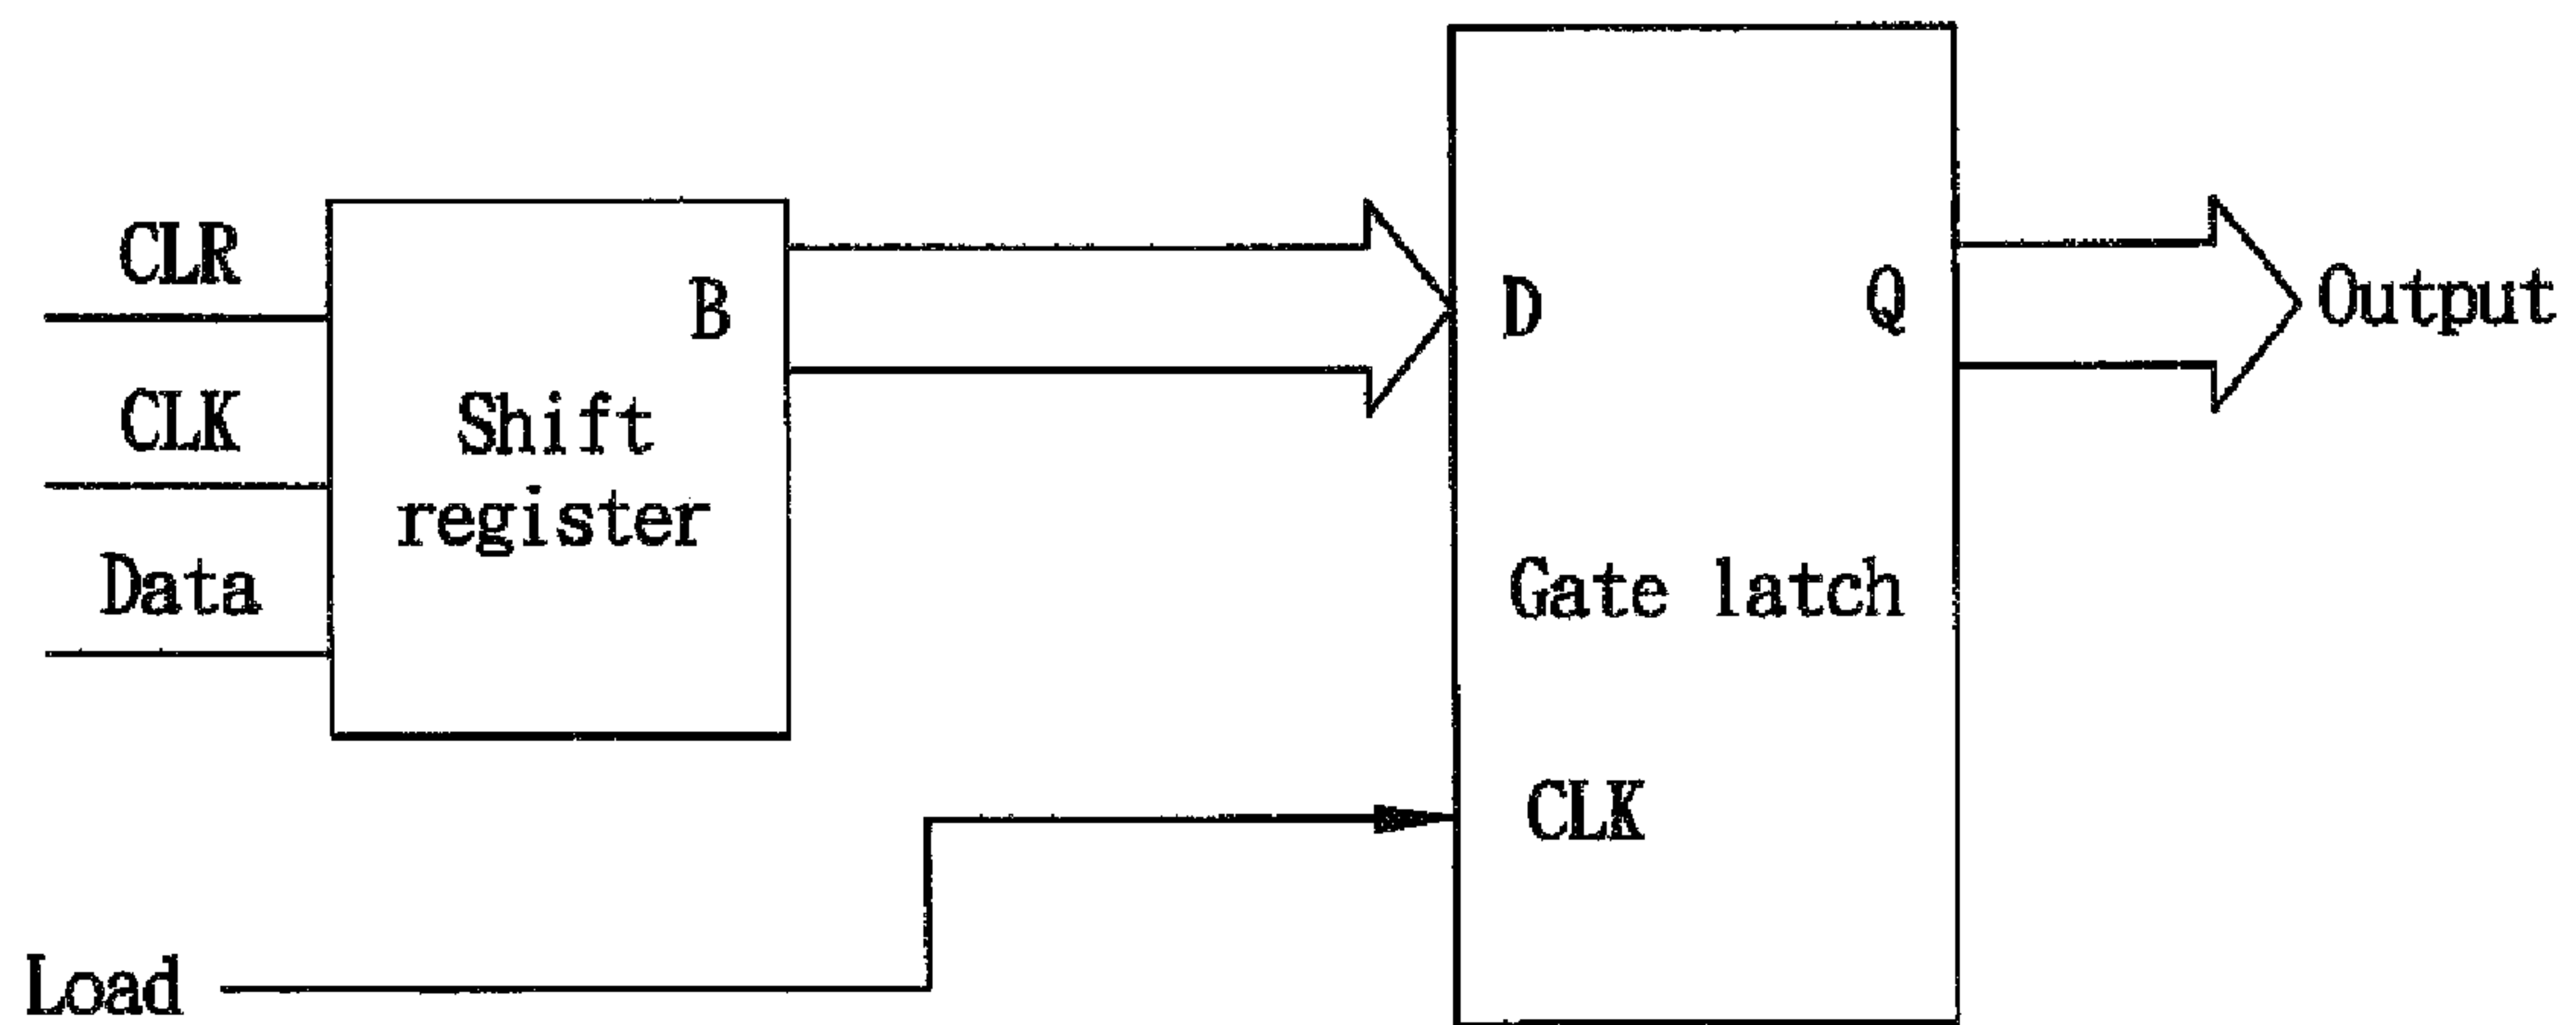 CLR
CLK
Data
B
Shift
register
D
Q
Gate latch
CLK
Output
Load